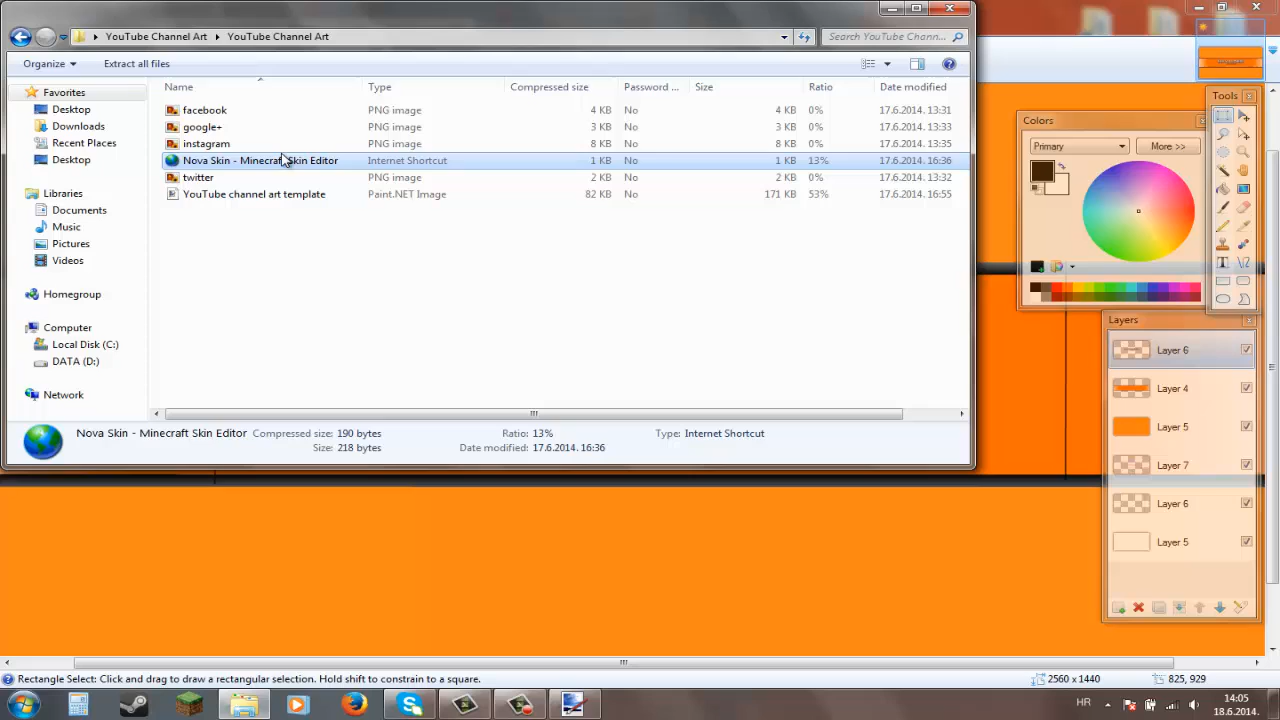 YouTube Channel Art ▸ YouTube Channel Art
Search YouTube Chann...
Organize
Extract all files
Name Type Compressed size Password ... Size Ratio Date modified
Favorites
Desktop
Downloads
Recent Places
Desktop
Libraries
Documents
Music
Pictures
Videos
Homegroup
Computer
Local Disk (C:)
DATA (D:)
Network
facebook PNG image 4 KB No 4 KB 0% 17.6.2014. 13:31
google+ PNG image 3 KB No 3 KB 0% 17.6.2014. 13:33
instagram PNG image 8 KB No 8 KB 0% 17.6.2014. 13:35
Nova Skin - Minecraft Skin Editor Internet Shortcut 1 KB No 1 KB 13% 17.6.2014. 16:36
twitter PNG image 2 KB No 2 KB 0% 17.6.2014. 13:32
YouTube channel art template Paint.NET Image 82 KB No 171 KB 53% 17.6.2014. 16:55
Nova Skin - Minecraft Skin Editor Compressed size: 190 bytes Ratio: 13% Type: Internet Shortcut
Size: 218 bytes Date modified: 17.6.2014. 16:36
Tools
Colors
Primary
More >>
Layers
Layer 6
Layer 4
Layer 5
Layer 7
Layer 6
Layer 5
Rectangle Select: Click and drag to draw a rectangular selection. Hold shift to constrain to a square.
2560 x 1440
825, 929
HR
14:05
18.6.2014.